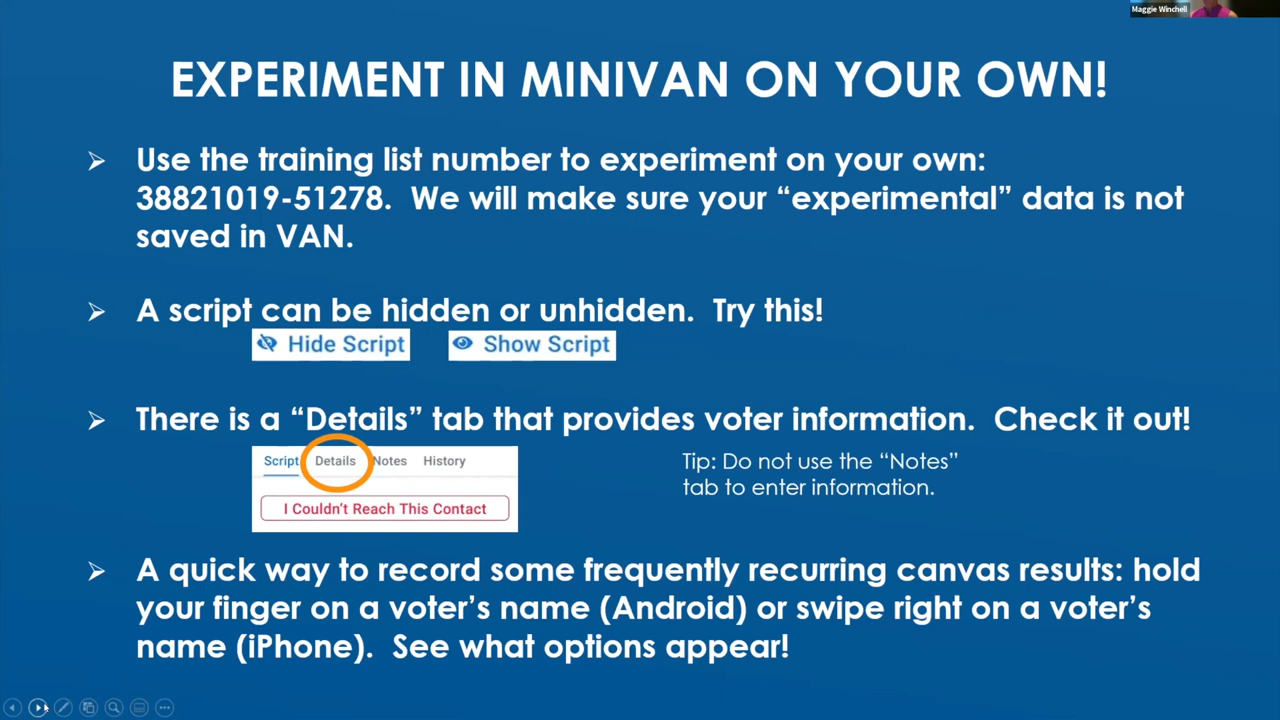 Maggie Winchell
EXPERIMENT IN MINIVAN ON YOUR OWN!
Use the training list number to experiment on your own:
38821019-51278. We will make sure your “experimental” data is not
saved in VAN.
A script can be hidden or unhidden. Try this!
Hide Script
Show Script
There is a “Details” tab that provides voter information. Check it out!
Script Details Notes History
I Couldn't Reach This Contact
Tip: Do not use the “Notes”
tab to enter information.
A quick way to record some frequently recurring canvas results: hold
your finger on a voter’s name (Android) or swipe right on a voter’s
name (iPhone). See what options appear!